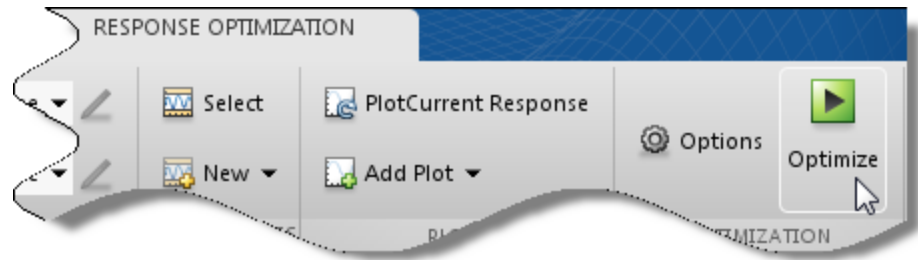 RESPONSE OPTIMIZATION
Select
PlotCurrent Response
Options
Optimize
New
Add Plot